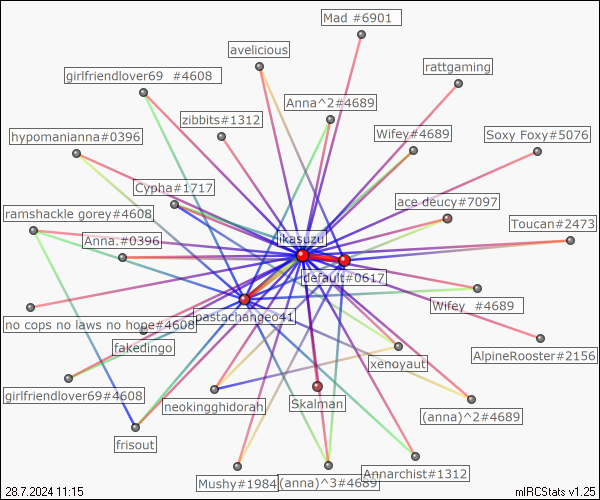 Mad #6901
avelicious
girlfriendlover69  #4608
rattgaming
Anna^2#4689
zibbits#1312
hypomanianna#0396
Wifey#4689
Soxy Foxy#5076
Cypha#1717
ace deucy#7097
ramshackle gorey#4608
Toucan#2473
Anna.#0396
ikasuzu
default#0617
Wifey  #4689
pastachangeo41
no cops no laws no hope#4608
fakedingo
AlpineRooster#2156
xenoyaut
girlfriendlover69#4608
neokingghidorah
Skalman
(anna)^2#4689
frisout
Annarchist#1312
Mushy#1984
(anna)^3#4689
28.7.2024 11:15
mIRCStats v1.25